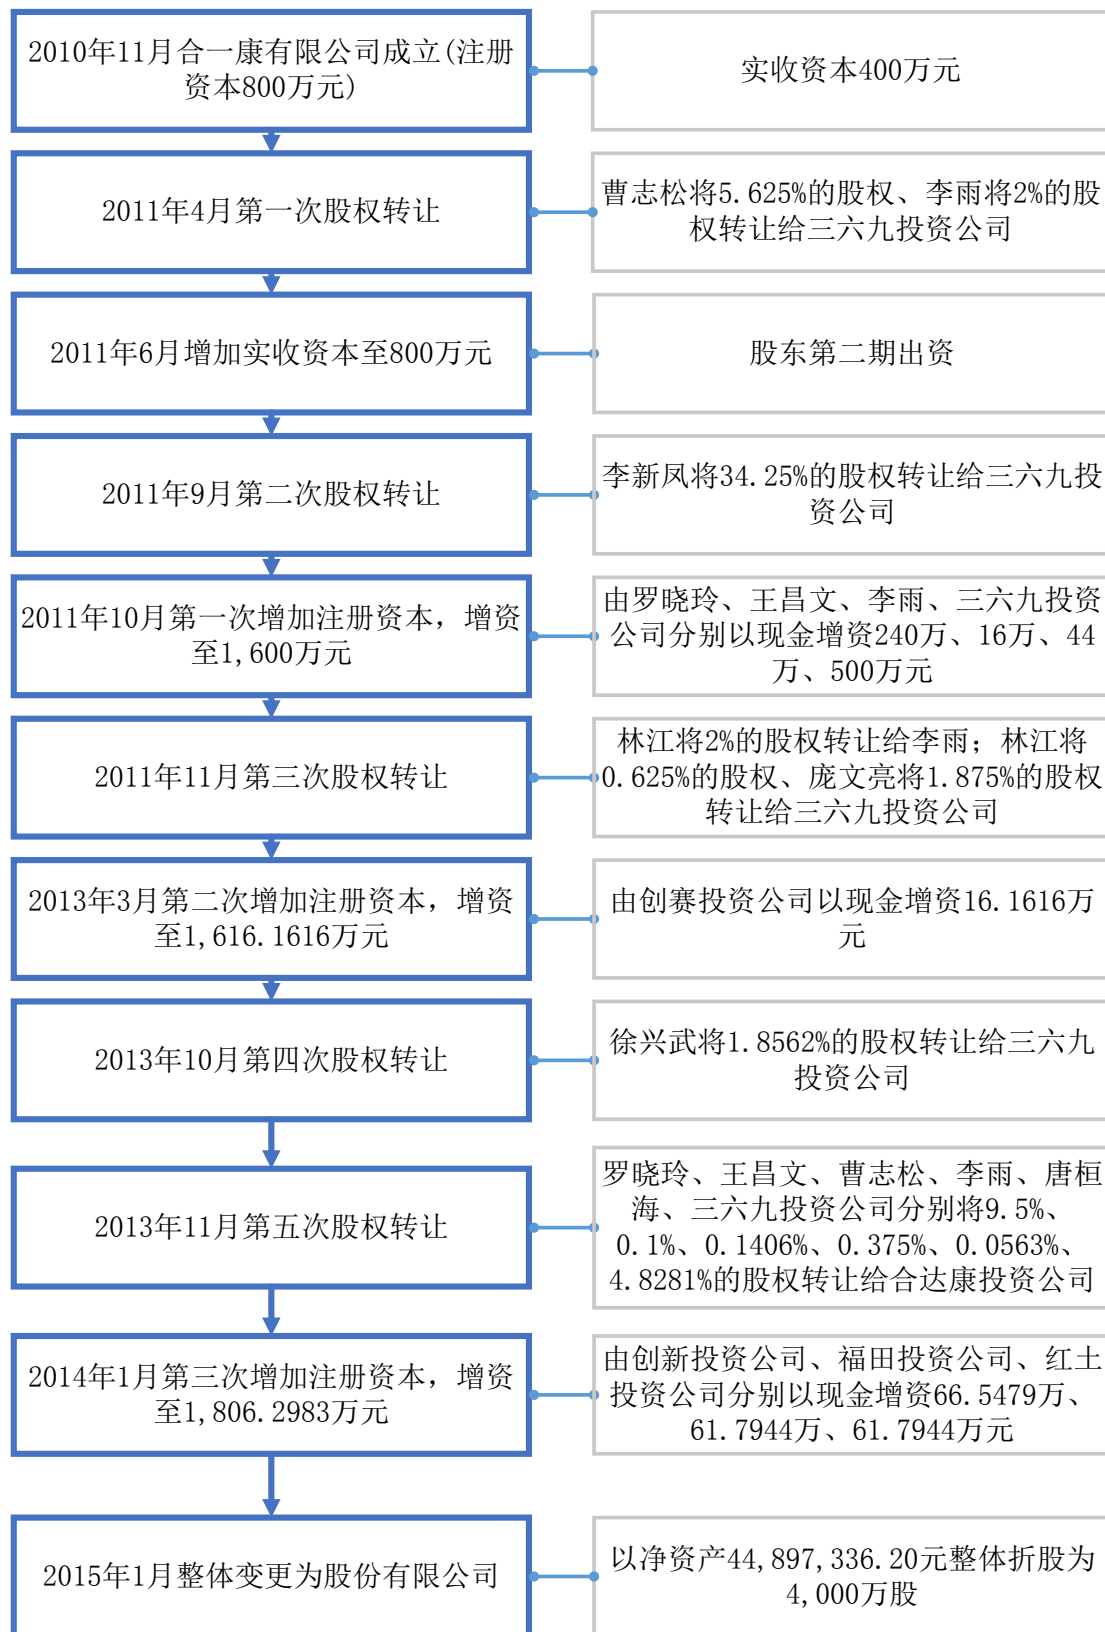 2010年11月合一康有限公司成立(注册
资本800万元)
实收资本400万元
2011年4月第一次股权转让
曹志松将5.625%的股权、李雨将2%的股
权转让给三六九投资公司
2011年6月增加实收资本至800万元
股东第二期出资
2011年9月第二次股权转让
李新凤将34.25%的股权转让给三六九投
资公司
2011年10月第一次增加注册资本，增资
至1,600万元
由罗晓玲、王昌文、李雨、三六九投资
公司分别以现金增资240万、16万、44
万、500万元
2011年11月第三次股权转让
林江将2%的股权转让给李雨；林江将
0.625%的股权、庞文亮将1.875%的股权
转让给三六九投资公司
2013年3月第二次增加注册资本，增资
至1,616.1616万元
由创赛投资公司以现金增资16.1616万
元
2013年10月第四次股权转让
徐兴武将1.8562%的股权转让给三六九
投资公司
2013年11月第五次股权转让
罗晓玲、王昌文、曹志松、李雨、唐桓
海、三六九投资公司分别将9.5%、
0.1%、0.1406%、0.375%、0.0563%、
4.8281%的股权转让给合达康投资公司
2014年1月第三次增加注册资本，增资
至1,806.2983万元
由创新投资公司、福田投资公司、红土
投资公司分别以现金增资66.5479万、
61.7944万、61.7944万元
2015年1月整体变更为股份有限公司
以净资产44,897,336.20元整体折股为
4,000万股